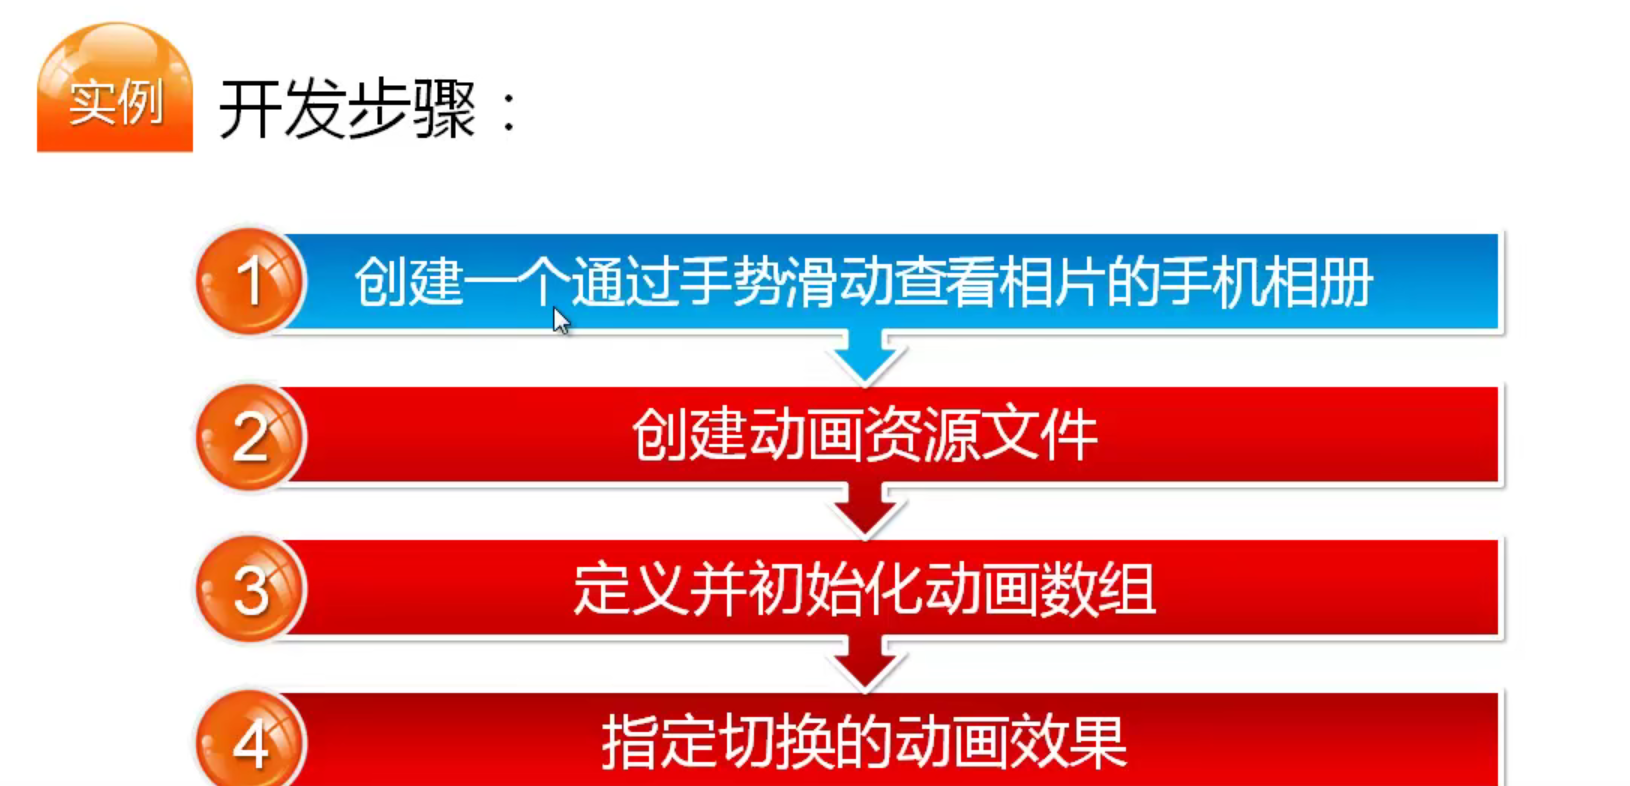 实例
开发步骤：
1 创建一个通过手势滑动查看相片的手机相册
2 创建动画资源文件
3 定义并初始化动画数组
4 指定切换的动画效果